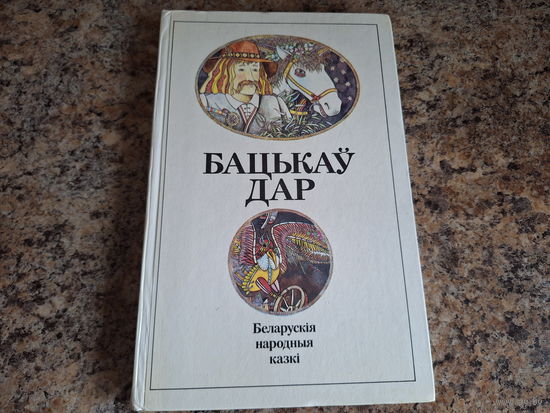 БАЦЬКАЎ
ДАР
Беларускія
народныя
казкі